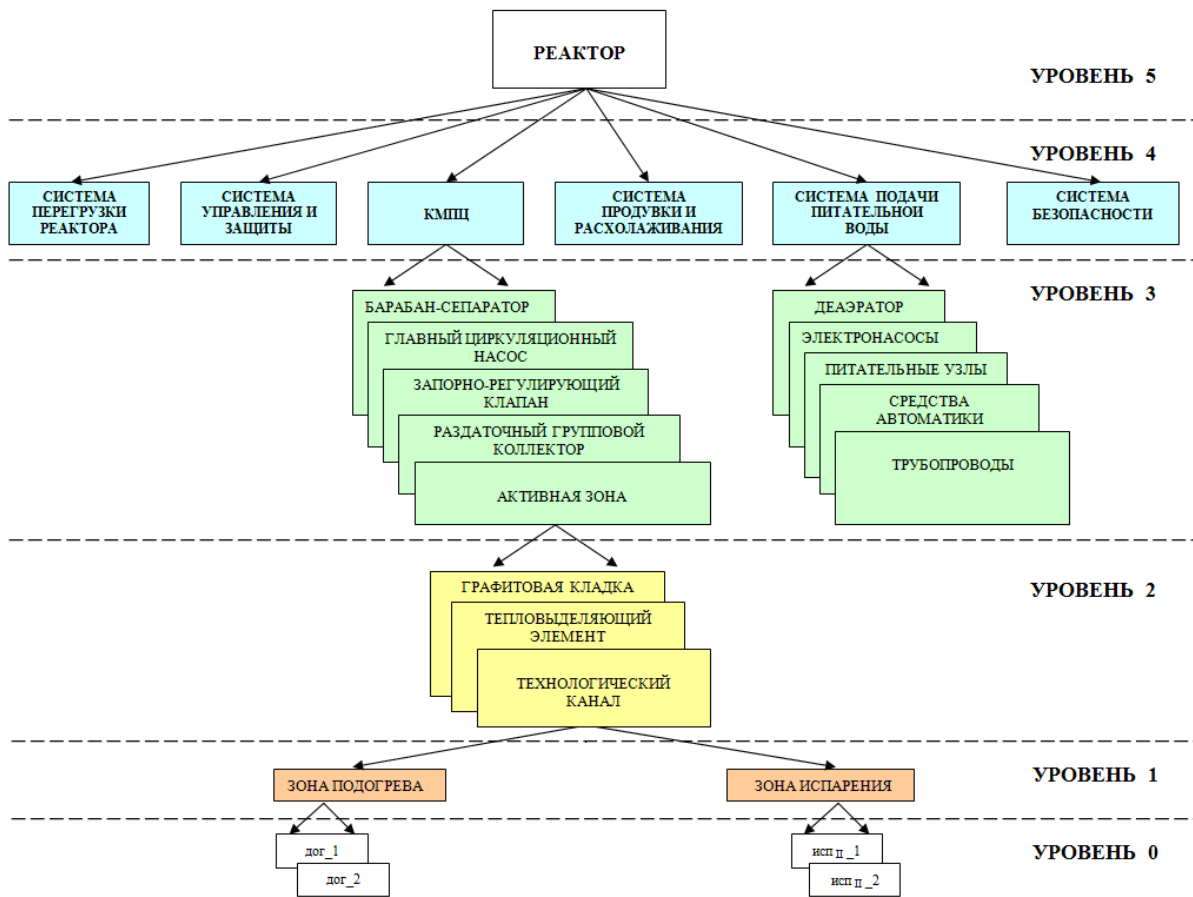 РЕАКТОР
УРОВЕНЬ 5
УРОВЕНЬ 4
СИСТЕМА
ПЕРЕГРУЗКИ
РЕАКТОРА
СИСТЕМА
УПРАВЛЕНИЯ И
ЗАЩИТЫ
КМПЦ
СИСТЕМА
ПРОДУВКИ И
РАСХОЛАЖИВАНИЯ
СИСТЕМА ПОДАЧИ
ПИТАТЕЛЬНОИ
ВОДЫ
СИСТЕМА
БЕЗОПАСНОСТИ
УРОВЕНЬ 3
БАРАБАН-СЕПАРАТОР
ГЛАВНЫЙ ЦИРКУЛЯЦИОННЫЙ
НАСОС
ЗАПОРНО-РЕГУЛИРУЮЩИЙ
КЛАПАН
РАЗДАТОЧНЫЙ ГРУППОВОЙ
КОЛЛЕКТОР
АКТИВНАЯ ЗОНА
ДЕАЭРАТОР
ЭЛЕКТРОНАСОСЫ
ПИТАТЕЛЬНЫЕ УЗЛЫ
СРЕДСТВА
АВТОМАТИКИ
ТРУБОПРОВОДЫ
УРОВЕНЬ 2
ГРАФИТОВАЯ КЛАДКА
ТЕПЛОВЫДЕЛЯЮЩИЙ
ЭЛЕМЕНТ
ТЕХНОЛОГИЧЕСКИЙ
КАНАЛ
УРОВЕНЬ 1
ЗОНА ПОДОГРЕВА
ЗОНА ИСПАРЕНИЯ
УРОВЕНЬ 0
дог_1
дог_2
исп II _1
исп II _2